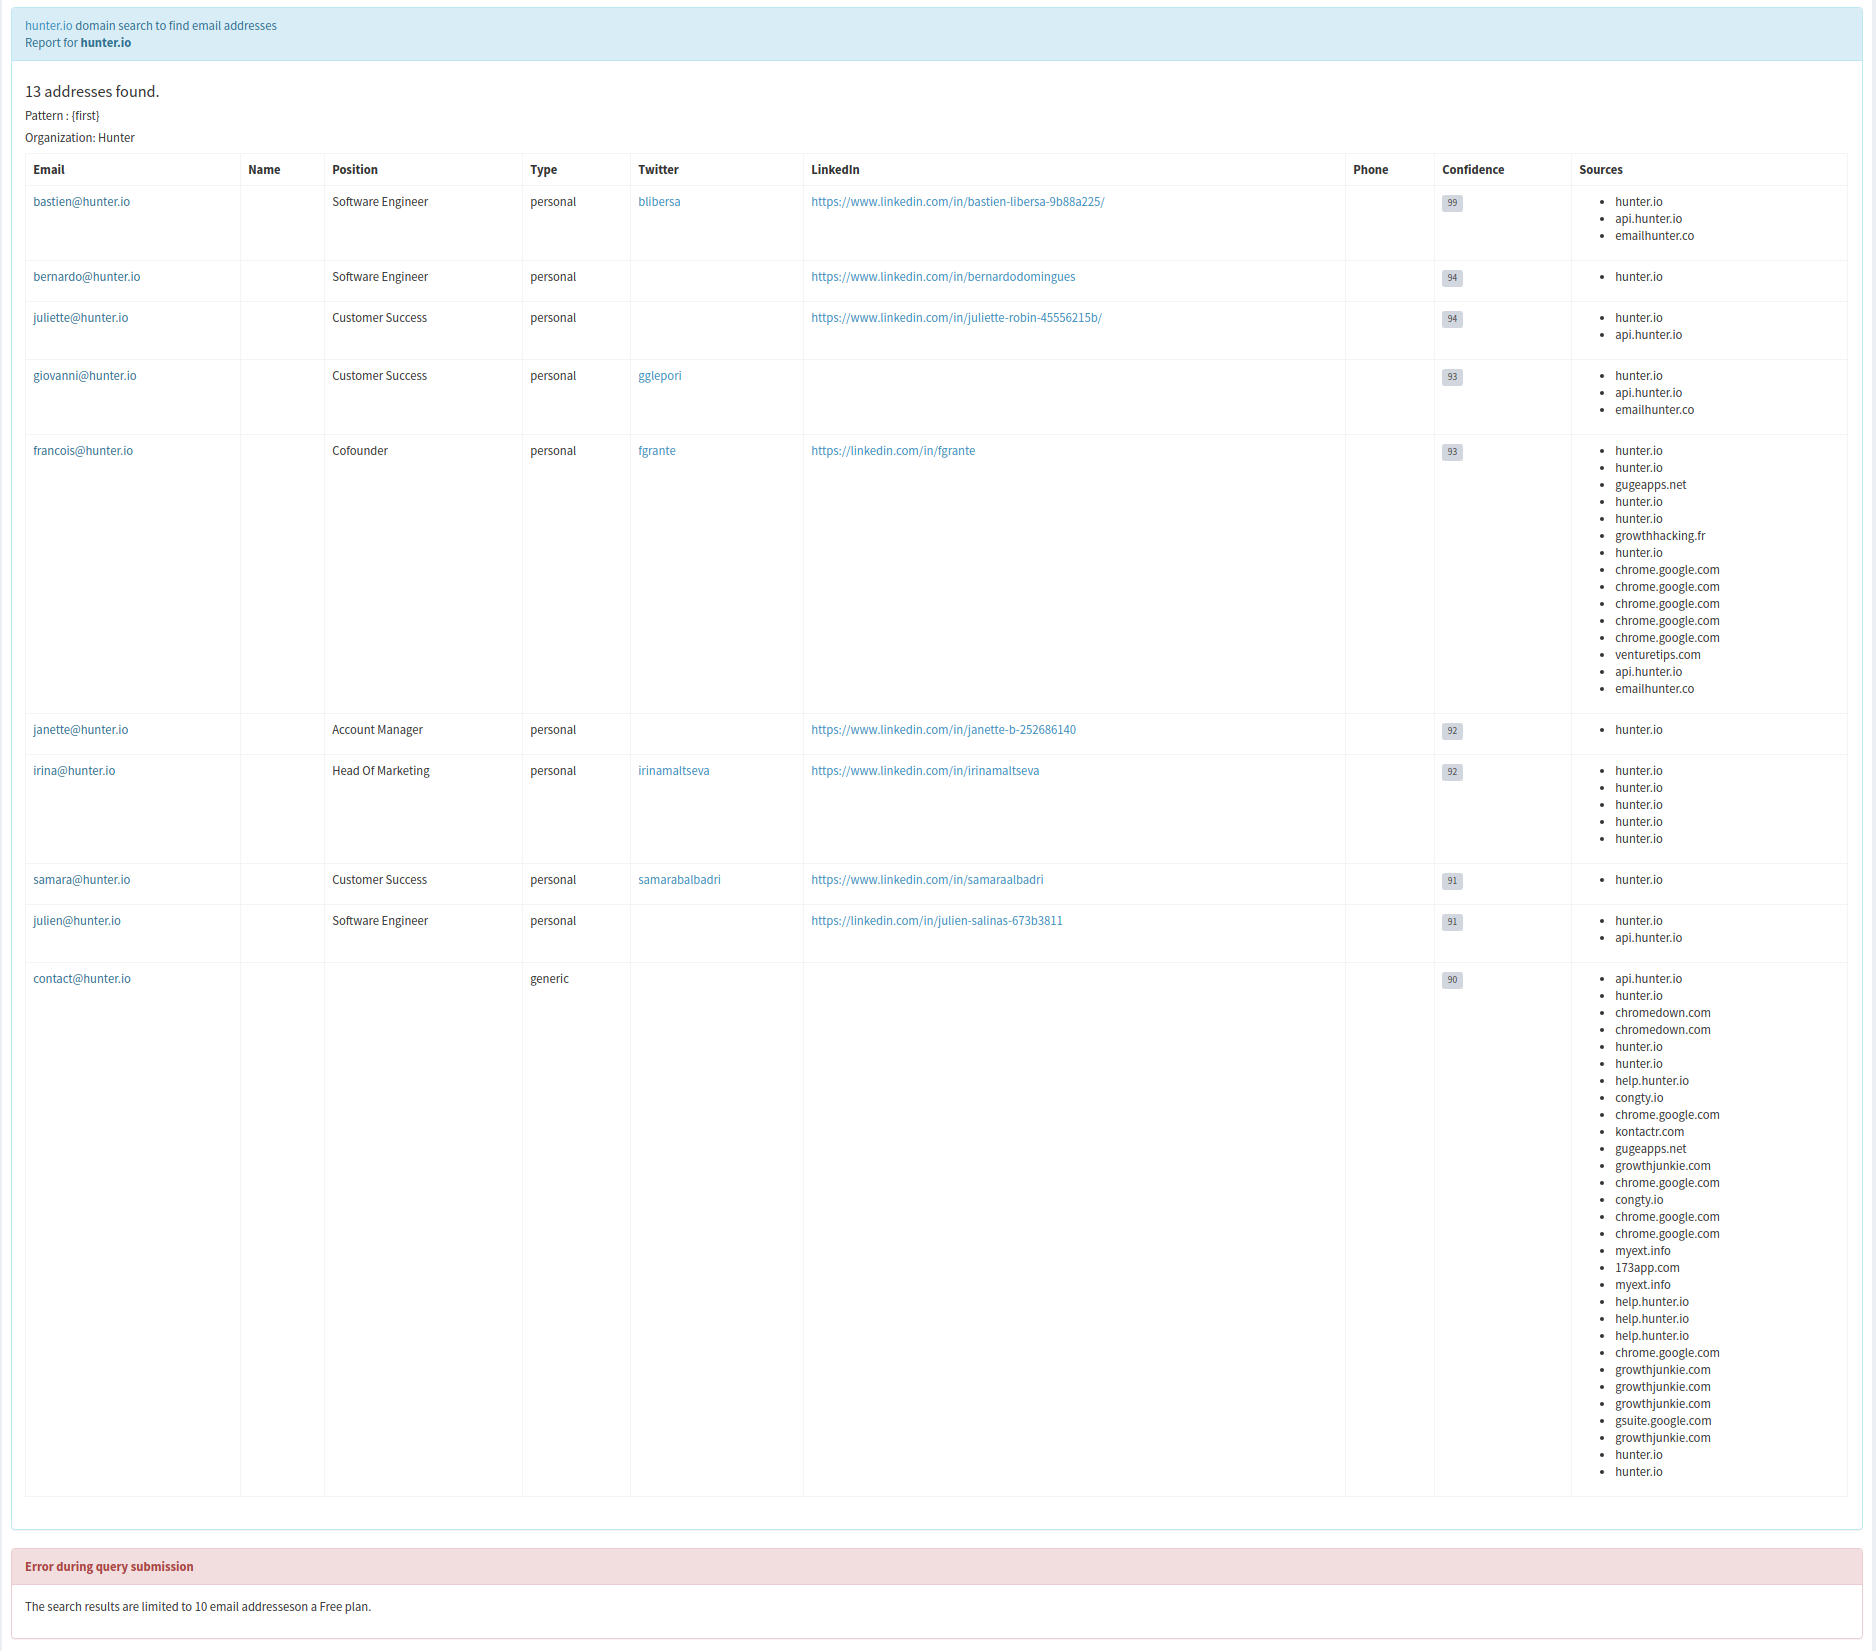 hunter.io domain search to find email addresses
Report for hunter.io
13 addresses found.
Pattern : {first}
Organization: Hunter
Email Name Position Type Twitter LinkedIn Phone Confidence Sources
bastien@hunter.io Software Engineer personal blibersa https://www.linkedin.com/in/bastien-libersa-9b88a225/ 99 hunter.io
api.hunter.io
emailhunter.co
bernardo@hunter.io Software Engineer personal https://www.linkedin.com/in/bernardodomingues 94 hunter.io
juliette@hunter.io Customer Success personal https://www.linkedin.com/in/juliette-robin-45556215b/ 94 hunter.io
api.hunter.io
giovanni@hunter.io Customer Success personal gglepori 93 hunter.io
api.hunter.io
emailhunter.co
francois@hunter.io Cofounder personal fgrante https://linkedin.com/in/fgrante 93 hunter.io
hunter.io
gugeapps.net
hunter.io
hunter.io
growthhacking.fr
hunter.io
chrome.google.com
chrome.google.com
chrome.google.com
chrome.google.com
chrome.google.com
venturetips.com
api.hunter.io
emailhunter.co
janette@hunter.io Account Manager personal https://www.linkedin.com/in/janette-b-252686140 92 hunter.io
irina@hunter.io Head Of Marketing personal irinamaltseva https://www.linkedin.com/in/irinamaltseva 92 hunter.io
hunter.io
hunter.io
hunter.io
hunter.io
samara@hunter.io Customer Success personal samarabalbadri https://www.linkedin.com/in/samaraalbadri 91 hunter.io
julien@hunter.io Software Engineer personal https://linkedin.com/in/julien-salinas-673b3811 91 hunter.io
api.hunter.io
contact@hunter.io generic 90 api.hunter.io
hunter.io
chromedown.com
chromedown.com
hunter.io
hunter.io
help.hunter.io
congty.io
chrome.google.com
kontactr.com
gugeapps.net
growthjunkie.com
chrome.google.com
congty.io
chrome.google.com
chrome.google.com
myext.info
173app.com
myext.info
help.hunter.io
help.hunter.io
help.hunter.io
chrome.google.com
growthjunkie.com
growthjunkie.com
growthjunkie.com
gsuite.google.com
growthjunkie.com
hunter.io
hunter.io
Error during query submission
The search results are limited to 10 email addresseson a Free plan.